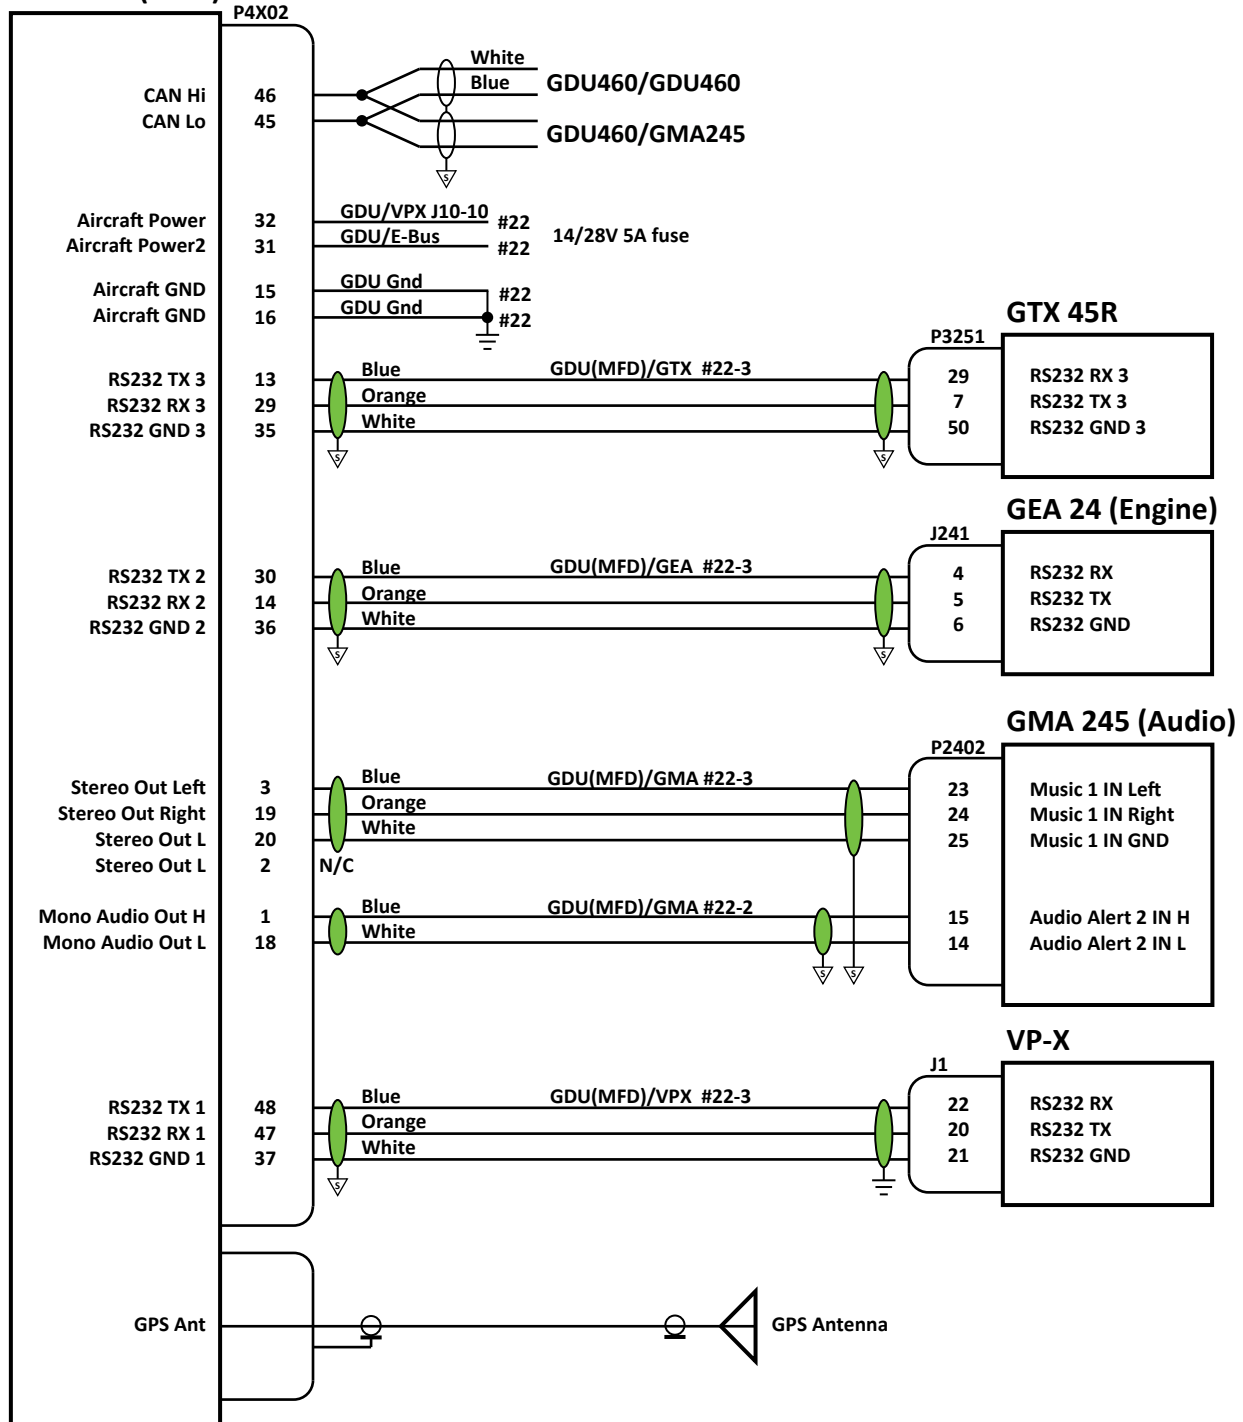 P4X02
White
Blue
GDU460/GDU460
CAN Hi 46
CAN Lo 45
GDU460/GMA245
S
Aircraft Power 32 GDU/VPX J10-10 #22
Aircraft Power2 31 GDU/E-Bus #22 14/28V 5A fuse
Aircraft GND 15 GDU Gnd #22
Aircraft GND 16 GDU Gnd #22
GTX 45R
P3251
RS232 TX 3 13 Blue GDU(MFD)/GTX #22-3 29 RS232 RX 3
RS232 RX 3 29 Orange 7 RS232 TX 3
RS232 GND 3 35 White 50 RS232 GND 3
S S
GEA 24 (Engine)
J241
RS232 TX 2 30 Blue GDU(MFD)/GEA #22-3 4 RS232 RX
RS232 RX 2 14 Orange 5 RS232 TX
RS232 GND 2 36 White 6 RS232 GND
S S
GMA 245 (Audio)
P2402
Stereo Out Left 3 Blue GDU(MFD)/GMA #22-3 23 Music 1 IN Left
Stereo Out Right 19 Orange 24 Music 1 IN Right
Stereo Out L 20 White 25 Music 1 IN GND
Stereo Out L 2 N/C
Mono Audio Out H 1 Blue GDU(MFD)/GMA #22-2 15 Audio Alert 2 IN H
Mono Audio Out L 18 White 14 Audio Alert 2 IN L
S S
VP-X
J1
RS232 TX 1 48 Blue GDU(MFD)/VPX #22-3 22 RS232 RX
RS232 RX 1 47 Orange 20 RS232 TX
RS232 GND 1 37 White 21 RS232 GND
S
GPS Ant GPS Antenna